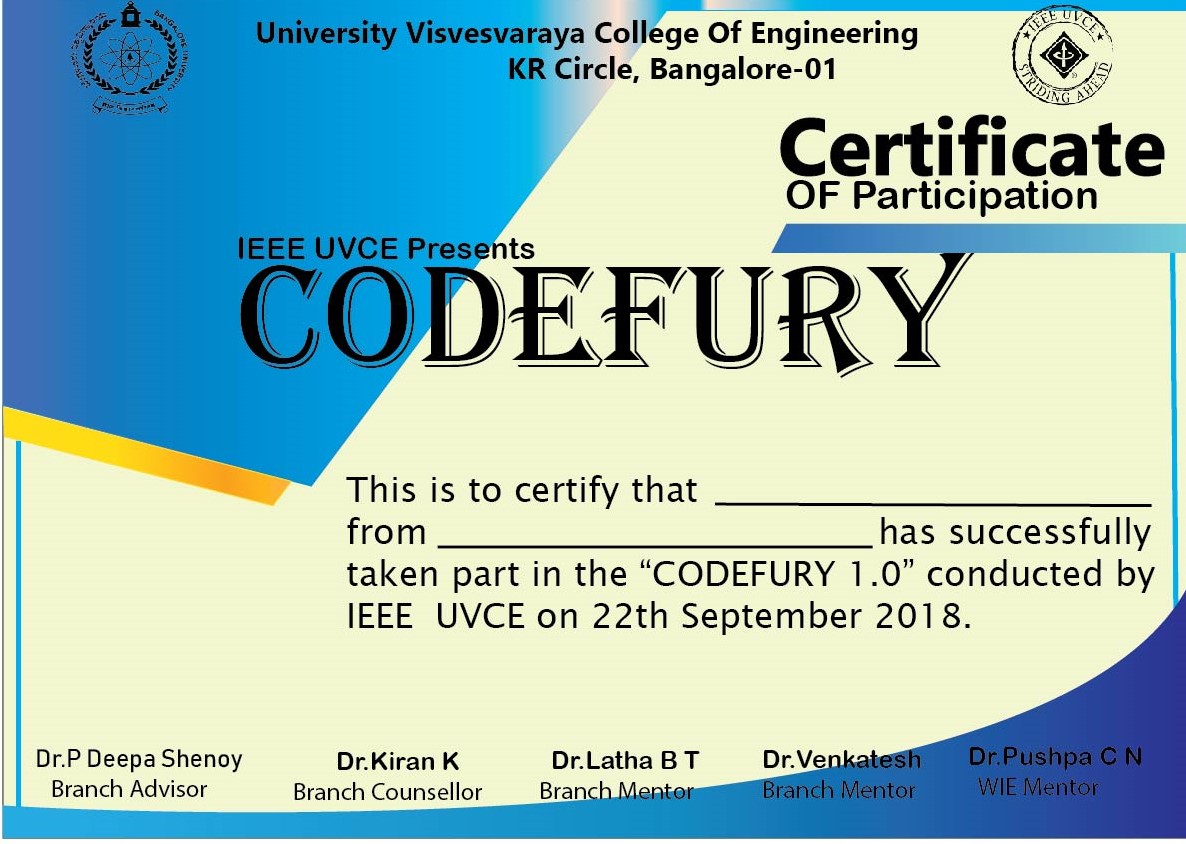 University Visvesvaraya College Of Engineering
KR Circle, Bangalore-01
IEEE UVCE
STRIDING AHEAD
Certificate
OF Participation
IEEE UVCE Presents
CODEFURY
This is to certify that
from has successfully
taken part in the “CODEFURY 1.0” conducted by
IEEE UVCE on 22th September 2018.
Dr.P Deepa Shenoy
Branch Advisor
Dr.Kiran K
Branch Counsellor
Dr.Latha B T
Branch Mentor
Dr.Venkatesh
Branch Mentor
Dr.Pushpa C N
WIE Mentor